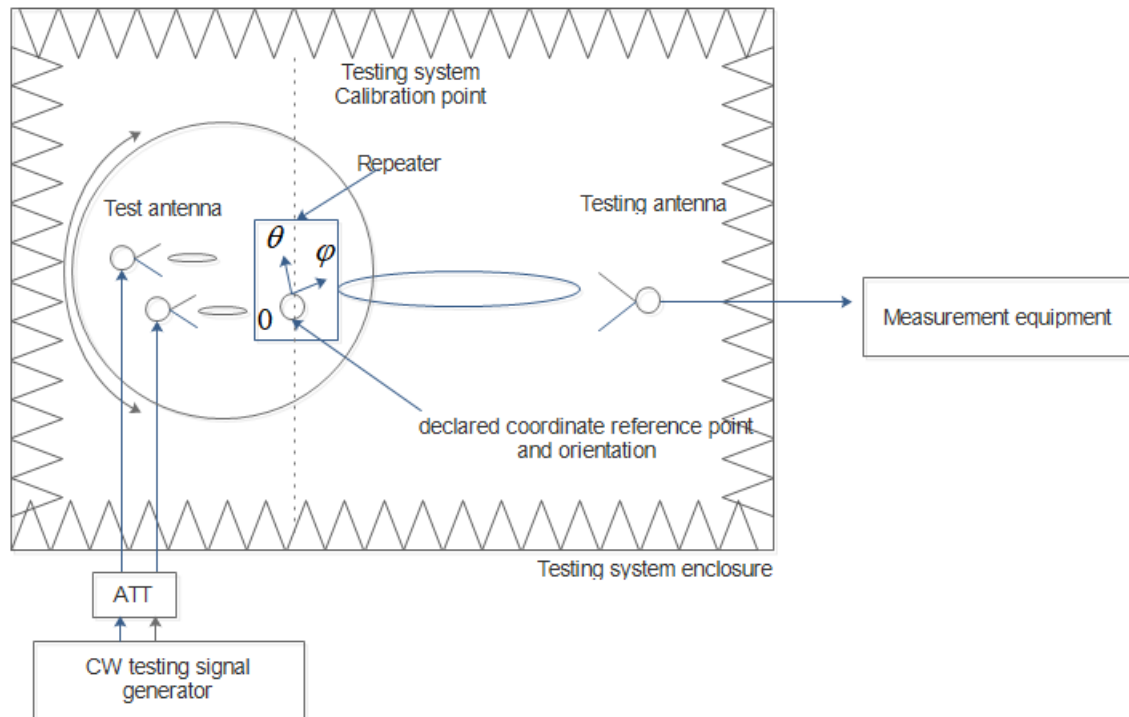 Testing system
Calibration point
Repeater
Test antenna
Testing antenna
θ
φ
0
Measurement equipment
declared coordinate reference point
and orientation
Testing system enclosure
ATT
CW testing signal
generator